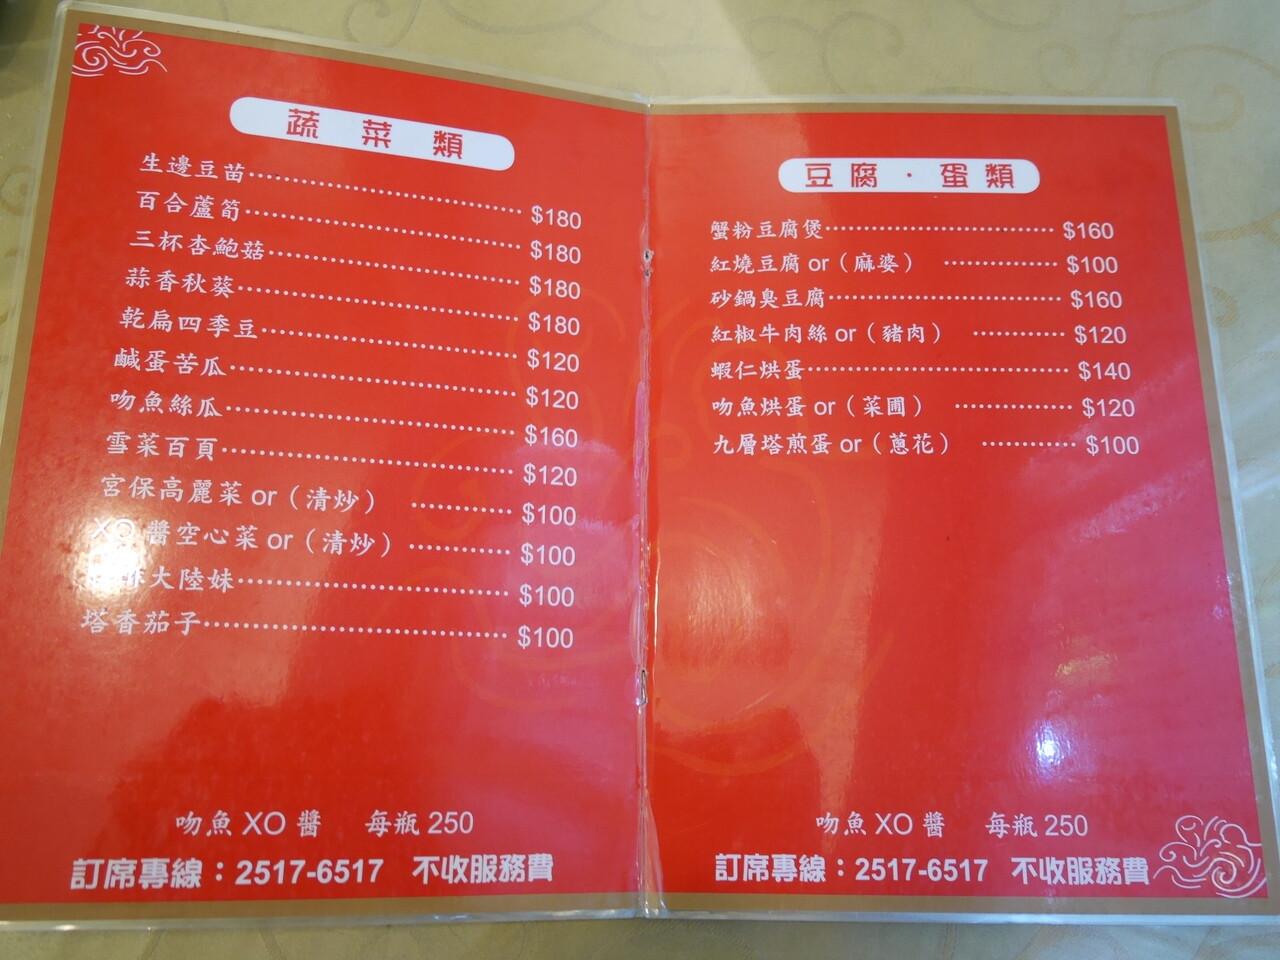 蔬菜類
生邊豆苗 $180
百合蘆筍 $180
三杯杏鮑菇 $180
蒜香秋葵 $180
乾扁四季豆 $120
鹹蛋苦瓜 $120
吻魚絲瓜 $160
雪菜百頁 $120
宮保高麗菜 or（清炒） $100
XO 醬空心菜 or（清炒） $100
大陸妹 $100
塔香茄子 $100
吻魚 XO 醬 每瓶 250
訂席專線：2517-6517 不收服務費
豆腐・蛋類
蟹粉豆腐煲 $160
紅燒豆腐 or（麻婆） $100
砂鍋臭豆腐 $160
紅椒牛肉絲 or（豬肉） $120
蝦仁烘蛋 $140
吻魚烘蛋 or（菜圃） $120
九層塔煎蛋 or（蔥花） $100
吻魚 XO 醬 每瓶 250
訂席專線：2517-6517 不收服務費